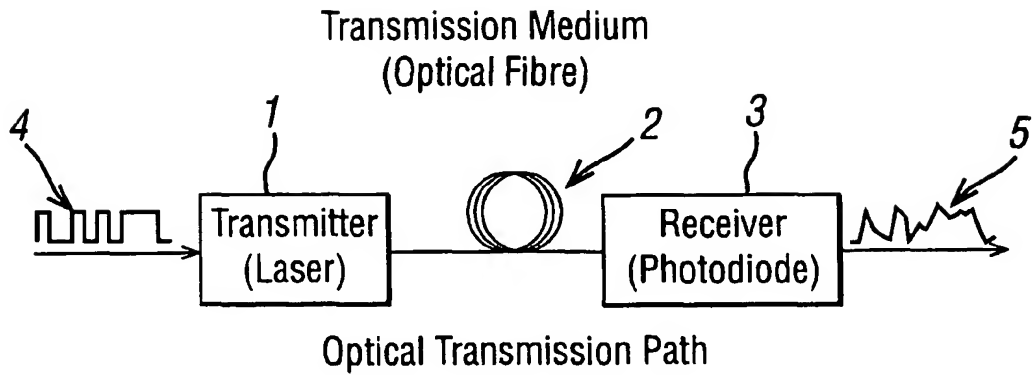 Transmission Medium
(Optical Fibre)
4
1
2
3
5
Transmitter
(Laser)
Receiver
(Photodiode)
Optical Transmission Path